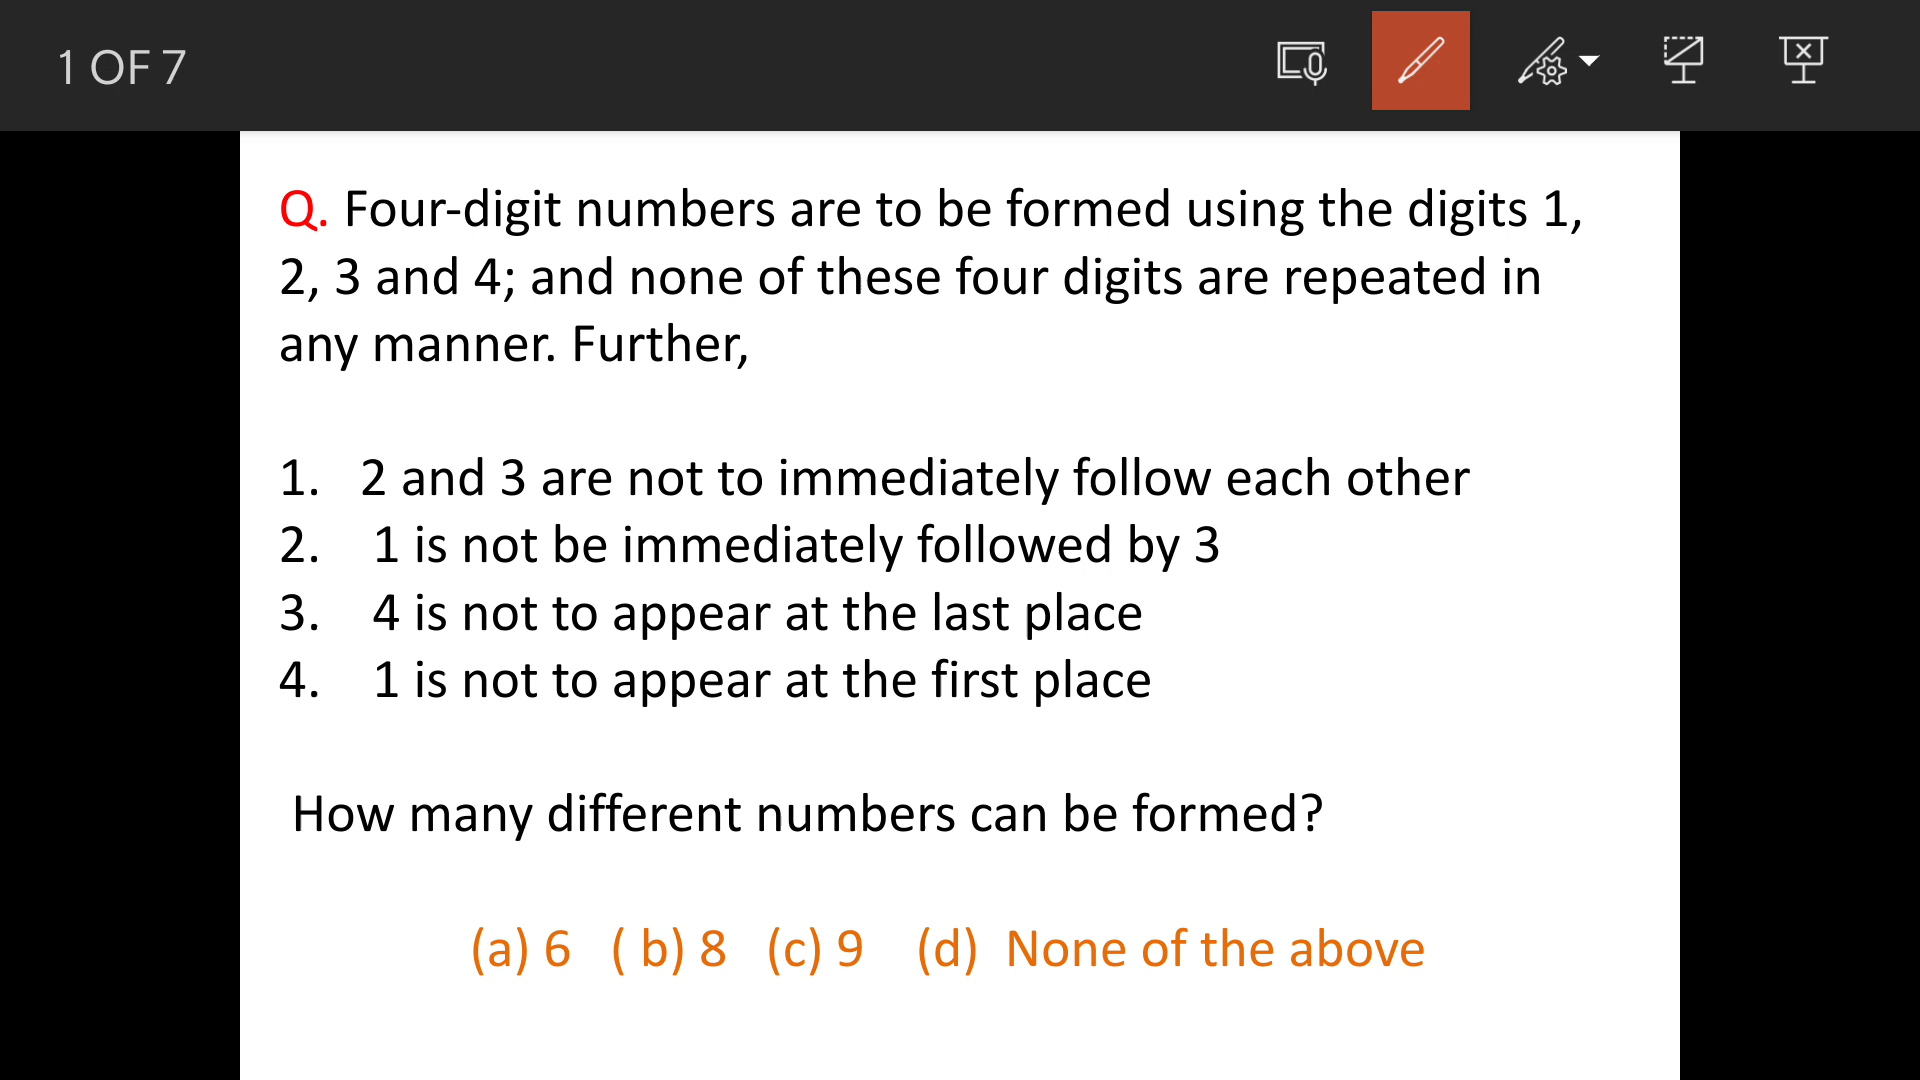 1 OF 7
Q. Four-digit numbers are to be formed using the digits 1,
2, 3 and 4; and none of these four digits are repeated in
any manner. Further,
1. 2 and 3 are not to immediately follow each other
2. 1 is not be immediately followed by 3
3. 4 is not to appear at the last place
4. 1 is not to appear at the first place
How many different numbers can be formed?
(a) 6 ( b) 8 (c) 9 (d) None of the above